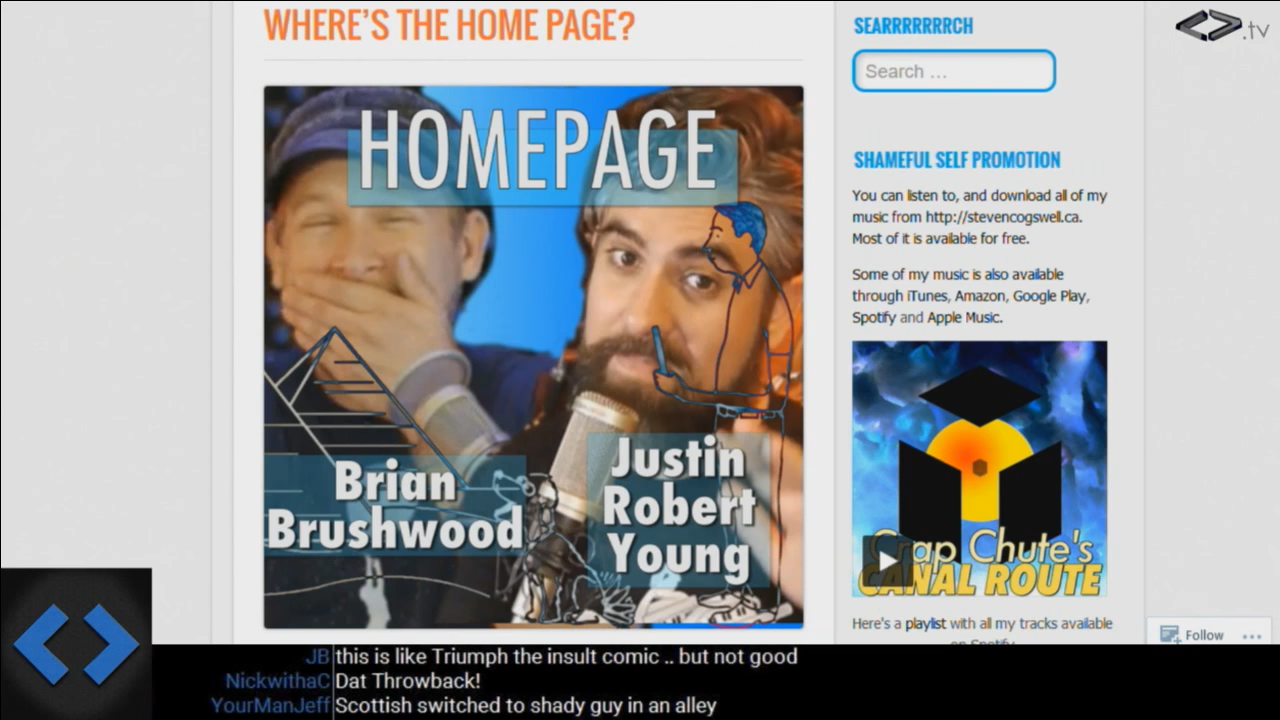 WHERE'S THE HOME PAGE?
HOMEPAGE
Brian
Brushwood
Justin
Robert
Young
SEARRRRRRRCH
Search ...
SHAMEFUL SELF PROMOTION
You can listen to, and download all of my
music from http://stevencogswell.ca.
Most of it is available for free.
Some of my music is also available
through iTunes, Amazon, Google Play,
Spotify and Apple Music.
Crap Chute's
CANAL ROUTE
Here's a playlist with all my tracks available
on Spotify
.tv
Follow
JB this is like Triumph the insult comic .. but not good
NickwithaC Dat Throwback!
YourManJeff Scottish switched to shady guy in an alley